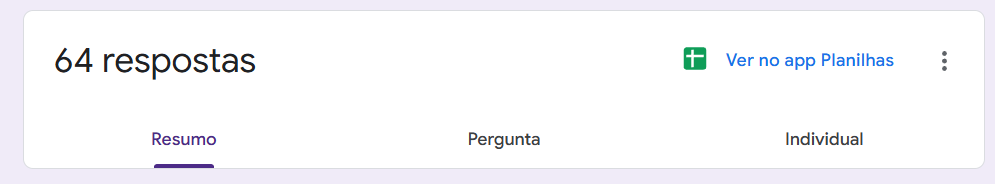 64 respostas
Ver no app Planilhas
Resumo
Pergunta
Individual